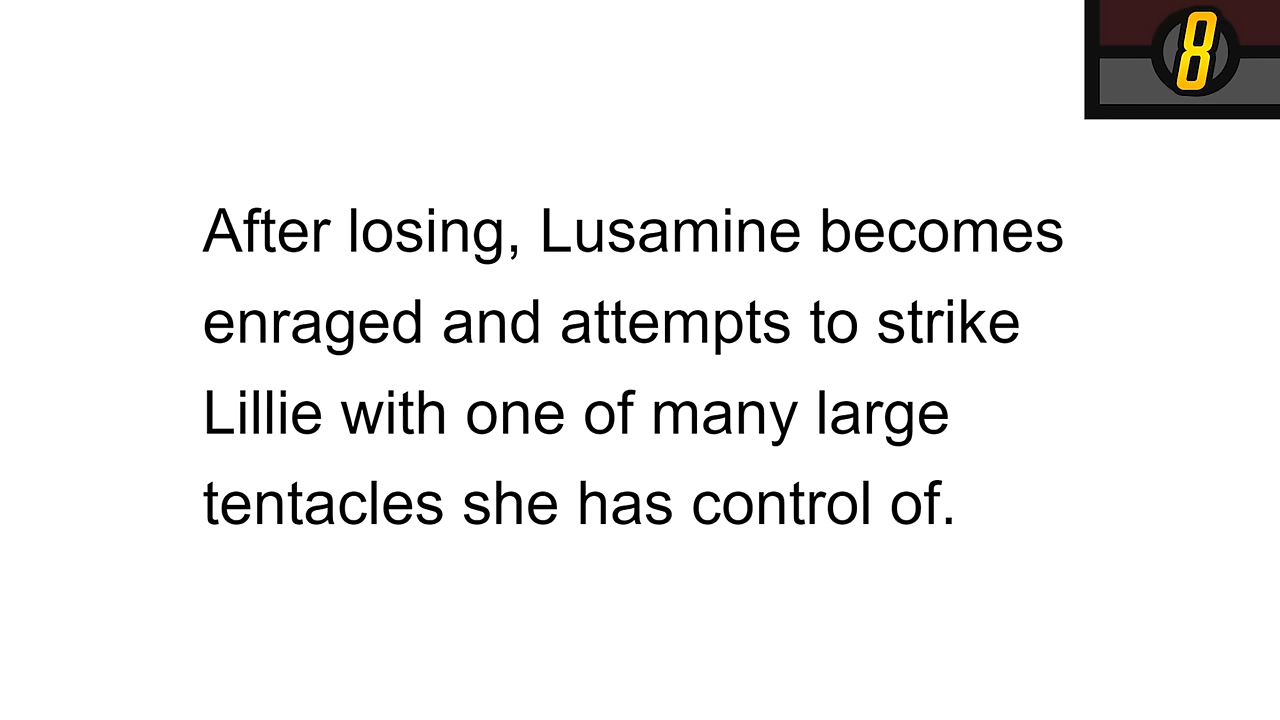 8
After losing, Lusamine becomes
enraged and attempts to strike
Lillie with one of many large
tentacles she has control of.